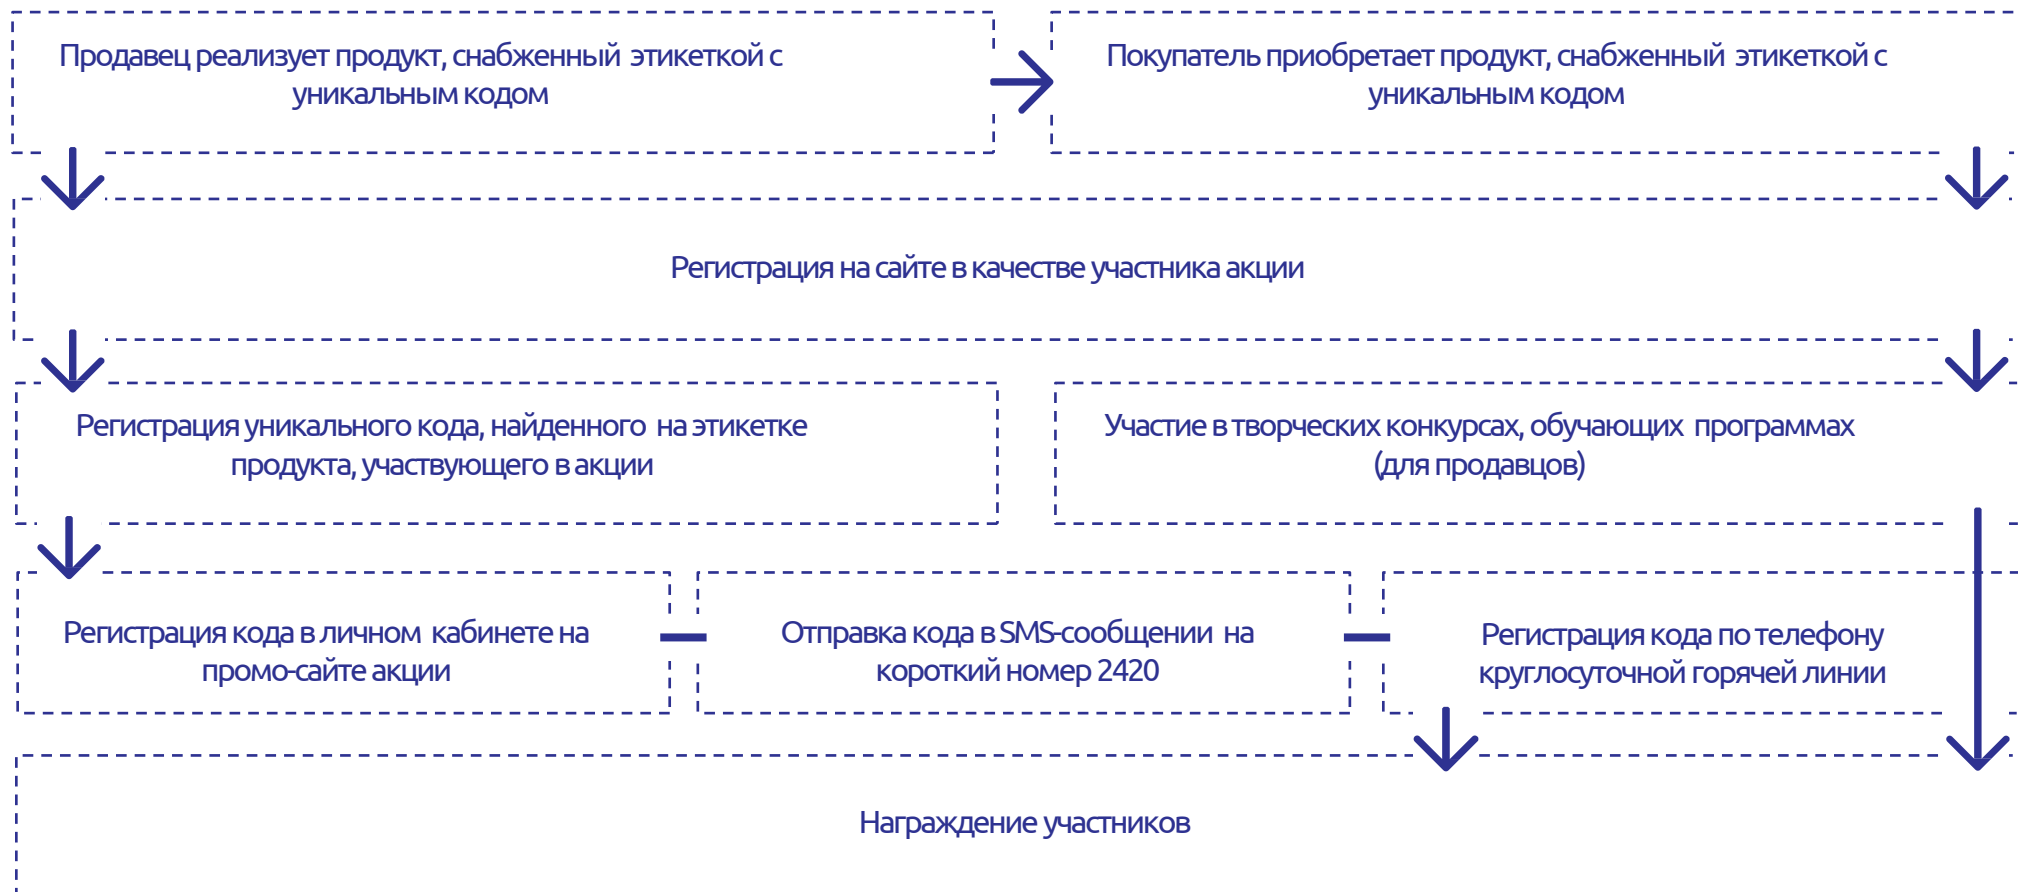 Продавец реализует продукт, снабженный этикеткой с
уникальным кодом
Покупатель приобретает продукт, снабженный этикеткой с
уникальным кодом
Регистрация на сайте в качестве участника акции
Регистрация уникального кода, найденного на этикетке
продукта, участвующего в акции
Участие в творческих конкурсах, обучающих программах
(для продавцов)
Регистрация кода в личном кабинете на
промо-сайте акции
Отправка кода в SMS-сообщении на
короткий номер 2420
Регистрация кода по телефону
круглосуточной горячей линии
Награждение участников